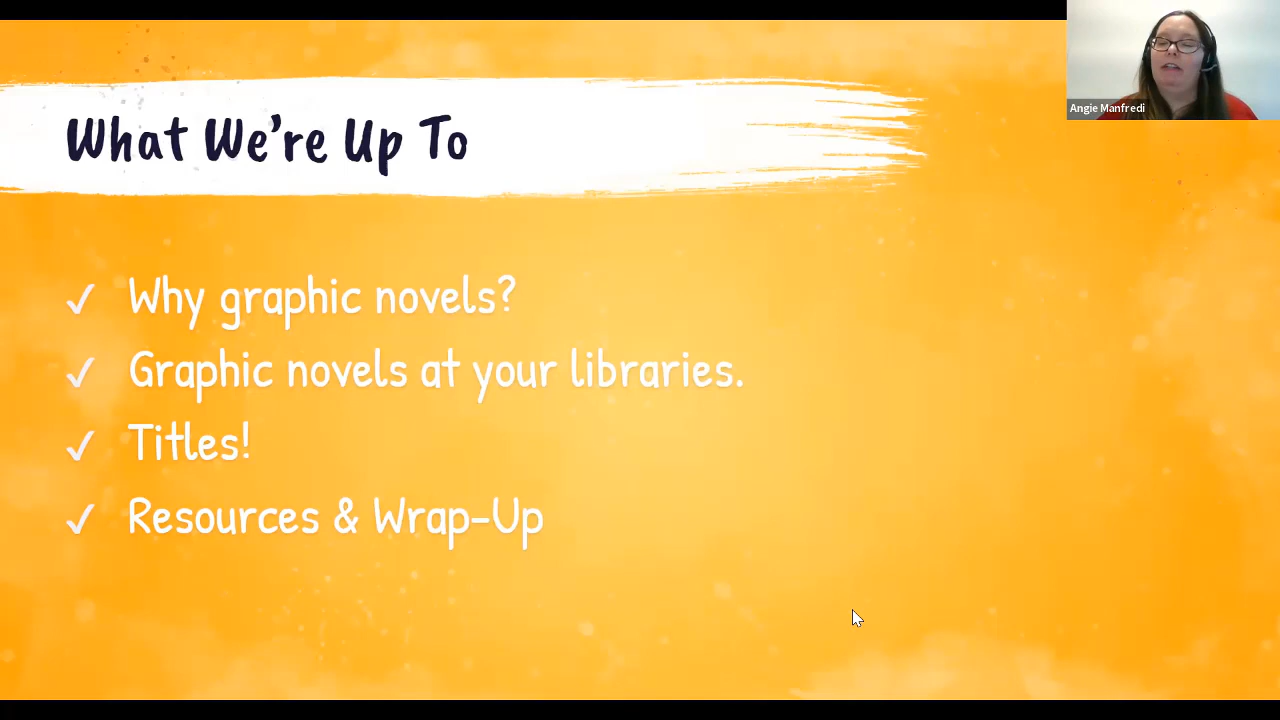 What We're Up To
Angie Manfredi
✓ Why graphic novels?
✓ Graphic novels at your libraries.
✓ Titles!
✓ Resources & Wrap-Up